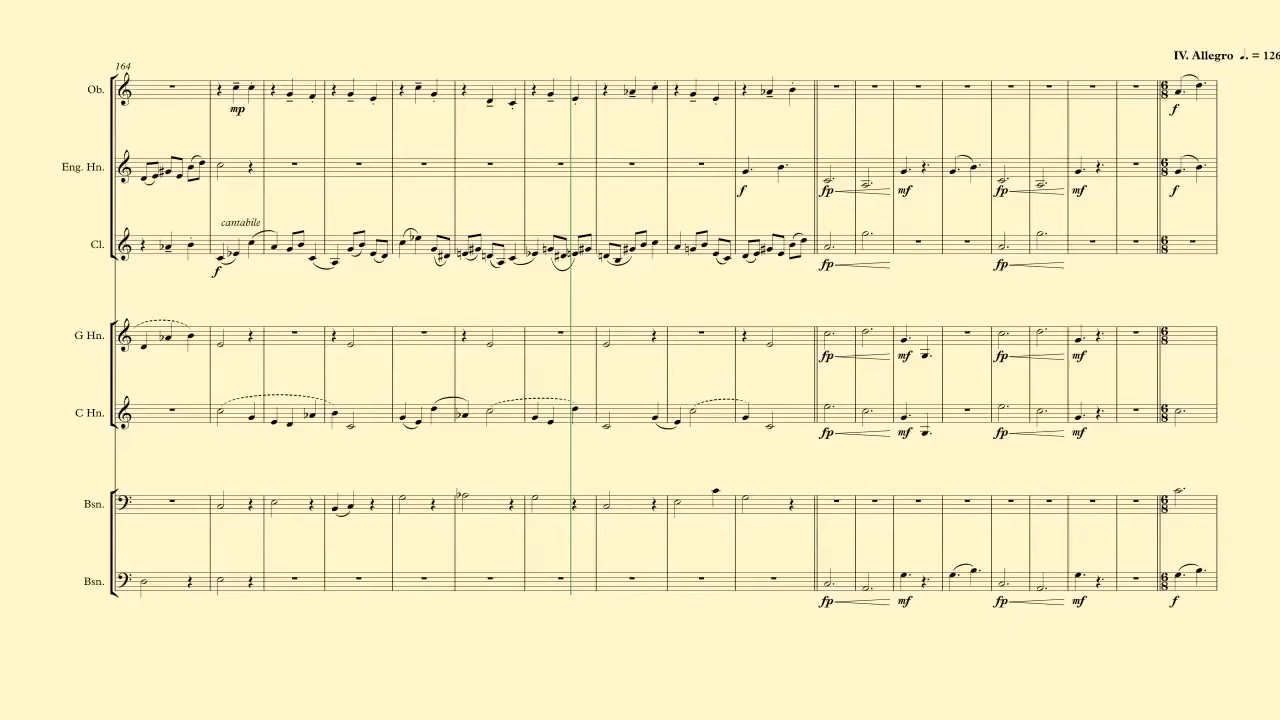 IV. Allegro ♩. = 126
164
Ob.
mp
f
Eng. Hn.
f
fp
mf
fp
mf
f
cantabile
Cl.
f
fp
fp
G Hn.
fp
mf
fp
mf
C Hn.
fp
mf
fp
mf
Bsn.
Bsn.
fp
mf
fp
mf
f